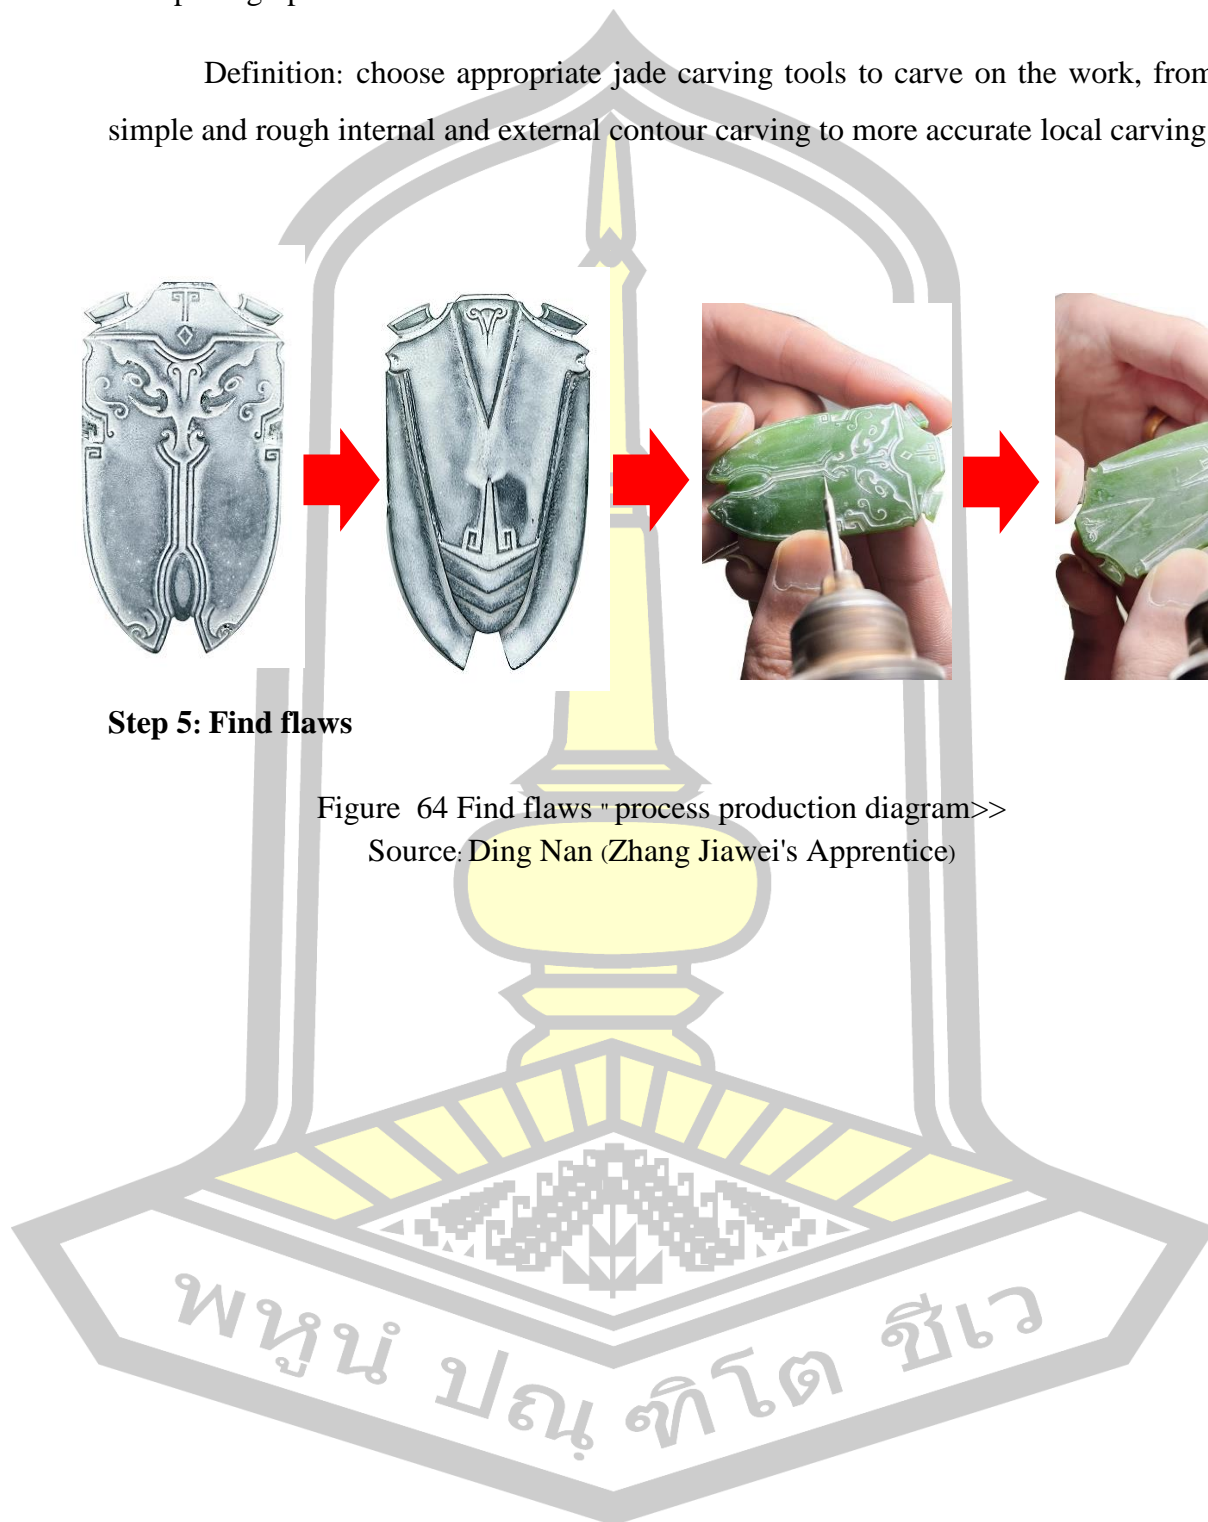 Definition: choose appropriate jade carving tools to carve on the work, from
simple and rough internal and external contour carving to more accurate local carving
Step 5: Find flaws
Figure 64 Find flaws " process production diagram>>
Source: Ding Nan (Zhang Jiawei's Apprentice)
พหูนํ ปณฺฑิโต ชีเว